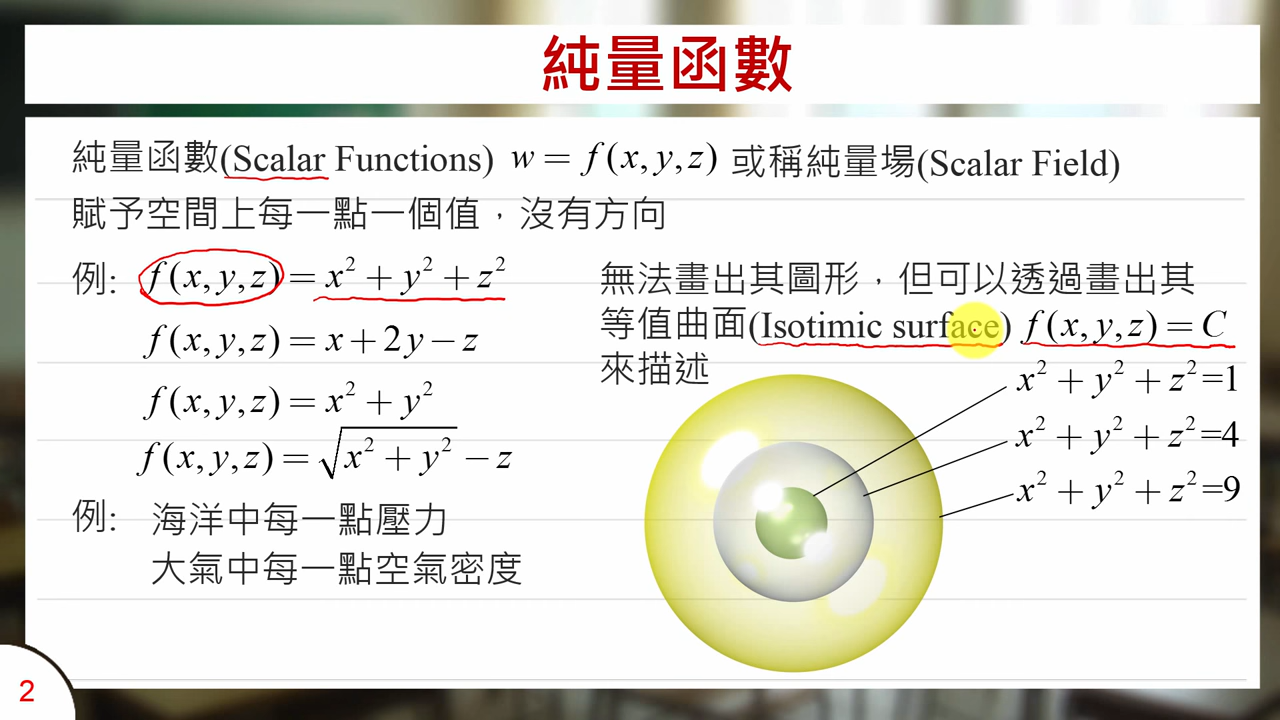 純量函數
純量函數(Scalar Functions) w = f(x, y, z) 或稱純量場(Scalar Field)
賦予空間上每一點一個值，沒有方向
例: f(x, y, z) = x² + y² + z²
f(x, y, z) = x + 2y − z
f(x, y, z) = x² + y²
f(x, y, z) = √(x² + y²) − z
例: 海洋中每一點壓力
大氣中每一點空氣密度
無法畫出其圖形，但可以透過畫出其
等值曲面(Isotimic surface) f(x, y, z) = C
來描述
x² + y² + z²=1
x² + y² + z²=4
x² + y² + z²=9
2